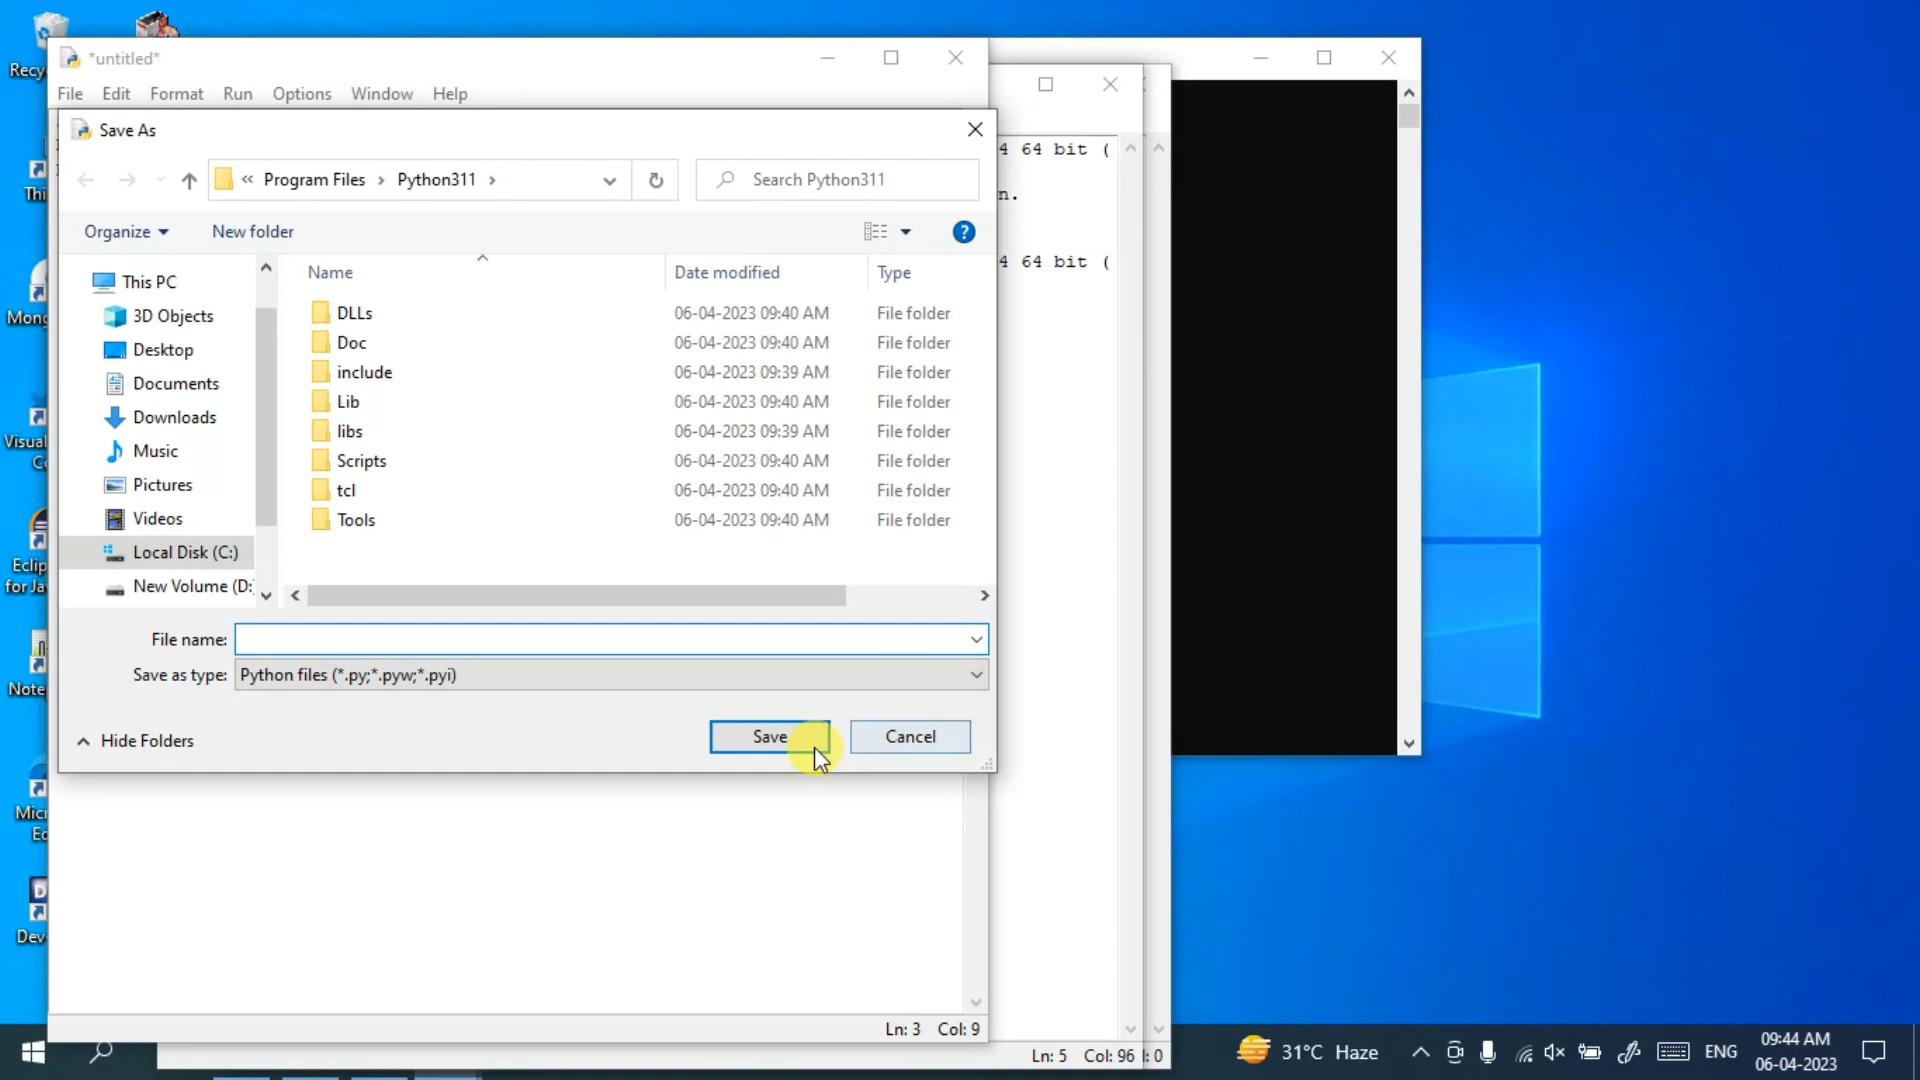 *untitled*
File Edit Format Run Options Window Help
Save As
« Program Files › Python311 ›
Search Python311
Organize
New folder
Name Date modified Type
This PC
3D Objects
Desktop
Documents
Downloads
Music
Pictures
Videos
Local Disk (C:)
New Volume (D:
DLLs 06-04-2023 09:40 AM File folder
Doc 06-04-2023 09:40 AM File folder
include 06-04-2023 09:39 AM File folder
Lib 06-04-2023 09:40 AM File folder
libs 06-04-2023 09:39 AM File folder
Scripts 06-04-2023 09:40 AM File folder
tcl 06-04-2023 09:40 AM File folder
Tools 06-04-2023 09:40 AM File folder
File name:
Save as type: Python files (*.py;*.pyw;*.pyi)
Hide Folders
Save
Cancel
4 64 bit (
n.
4 64 bit (
Recy
Thi
Mong
Visua
Co
Eclip
for Ja
Note
Micr
Ed
Dev
Ln: 3 Col: 9
Ln: 5 Col: 96
l: 0
31°C Haze
ENG
09:44 AM
06-04-2023